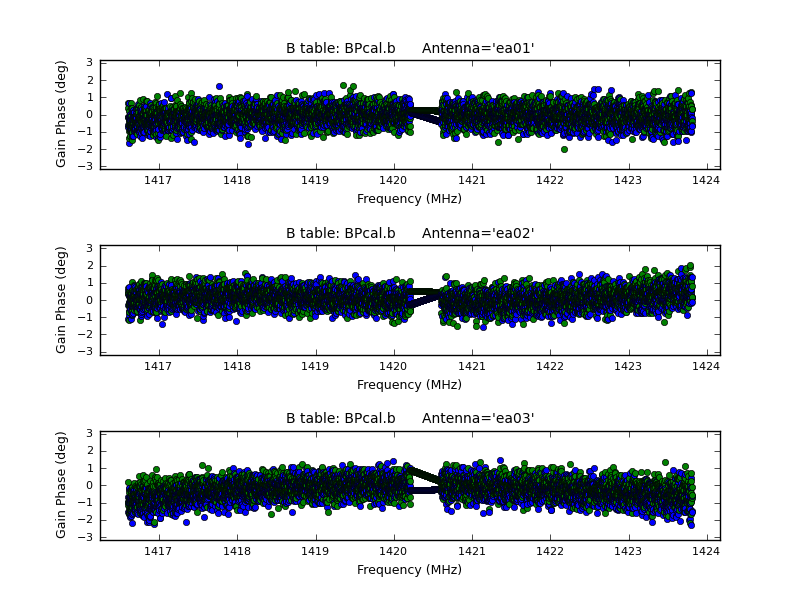 B table: BPcal.b Antenna='ea01'
3
2
1
0
−1
−2
−3
Gain Phase (deg)
1417 1418 1419 1420 1421 1422 1423 1424
Frequency (MHz)
B table: BPcal.b Antenna='ea02'
3
2
1
0
−1
−2
−3
Gain Phase (deg)
1417 1418 1419 1420 1421 1422 1423 1424
Frequency (MHz)
B table: BPcal.b Antenna='ea03'
3
2
1
0
−1
−2
−3
Gain Phase (deg)
1417 1418 1419 1420 1421 1422 1423 1424
Frequency (MHz)